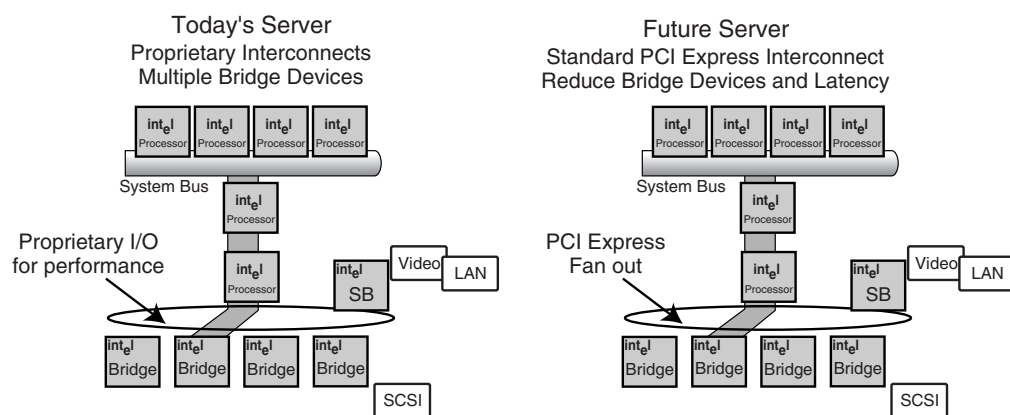 Today's Server
Proprietary Interconnects
Multiple Bridge Devices
intel
Processor
intel
Processor
intel
Processor
intel
Processor
System Bus
intel
Processor
Proprietary I/O
for performance
intel
Processor
intel
SB
Video
LAN
intel
Bridge
intel
Bridge
intel
Bridge
intel
Bridge
SCSI
Future Server
Standard PCI Express Interconnect
Reduce Bridge Devices and Latency
intel
Processor
intel
Processor
intel
Processor
intel
Processor
System Bus
intel
Processor
PCI Express
Fan out
intel
Processor
intel
SB
Video
LAN
intel
Bridge
intel
Bridge
intel
Bridge
intel
Bridge
SCSI